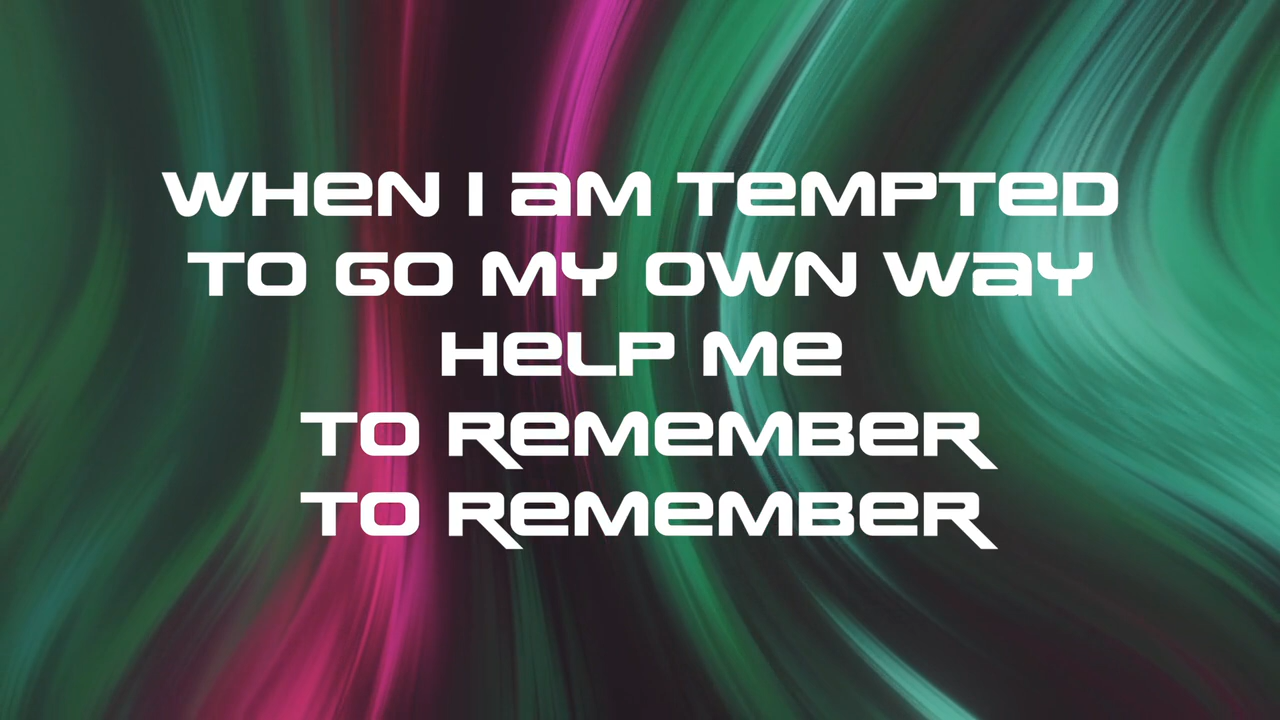 WHEN I AM TEMPTED
TO GO MY OWN WAY
HELP ME
TO REMEMBER
TO REMEMBER